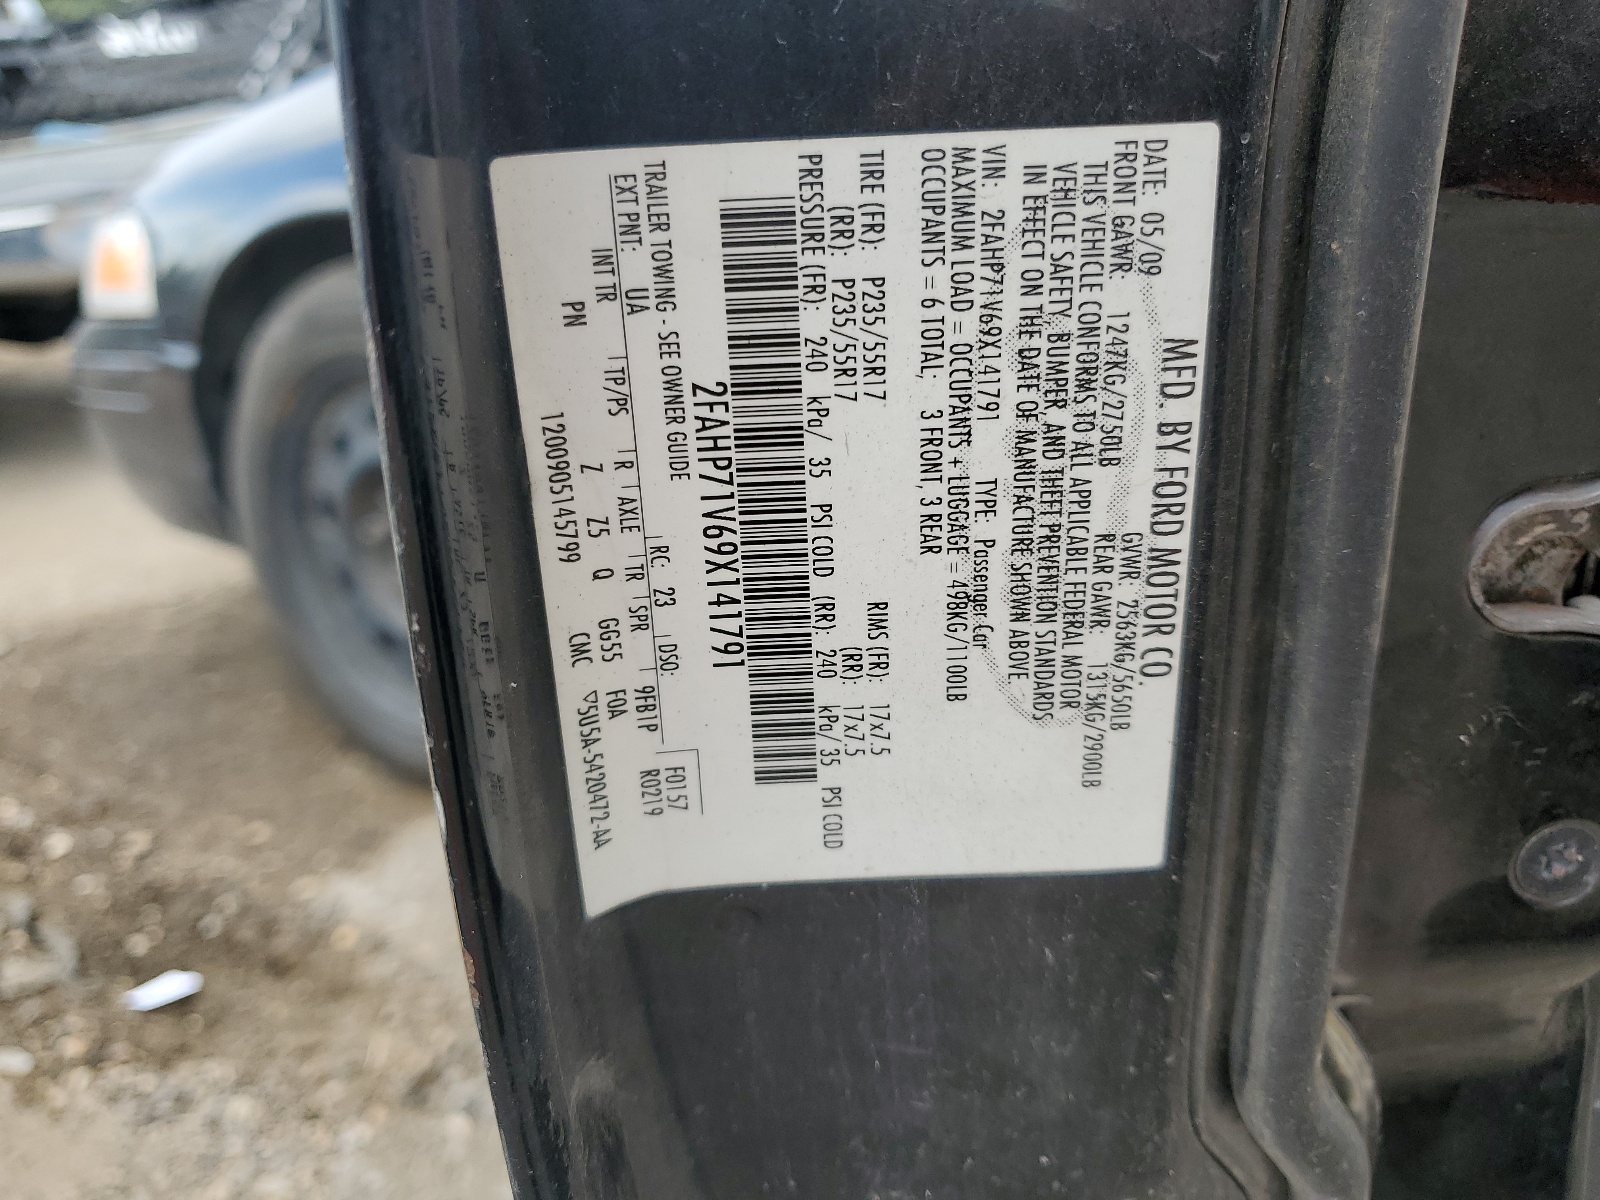 MFD. BY FORD MOTOR CO.
DATE: 05/09 GVWR: 2563KG/5650LB
FRONT GAWR: 1247KG/2750LB REAR GAWR: 1315KG/2900LB
THIS VEHICLE CONFORMS TO ALL APPLICABLE FEDERAL MOTOR
VEHICLE SAFETY, BUMPER, AND THEFT PREVENTION STANDARDS
IN EFFECT ON THE DATE OF MANUFACTURE SHOWN ABOVE.
VIN: 2FAHP71V69X141791 TYPE: Passenger Car
MAXIMUM LOAD = OCCUPANTS + LUGGAGE = 498KG/1100LB
OCCUPANTS = 6 TOTAL, 3 FRONT, 3 REAR
TIRE (FR): P235/55R17 RIMS (FR): 17x7.5
(RR): P235/55R17 (RR): 17x7.5
PRESSURE (FR): 240 kPa/ 35 PSI COLD (RR): 240 kPa/ 35 PSI COLD
2FAHP71V69X141791
F0157
TRAILER TOWING - SEE OWNER GUIDE RC: 23 DSO: R0219
EXT PNT: UA 9FB1P
INT TR TP/PS R AXLE TR SPR F0A
PN Z Z5 Q GG55
12009051457​99 CMC ▽5U5A-5420472-AA